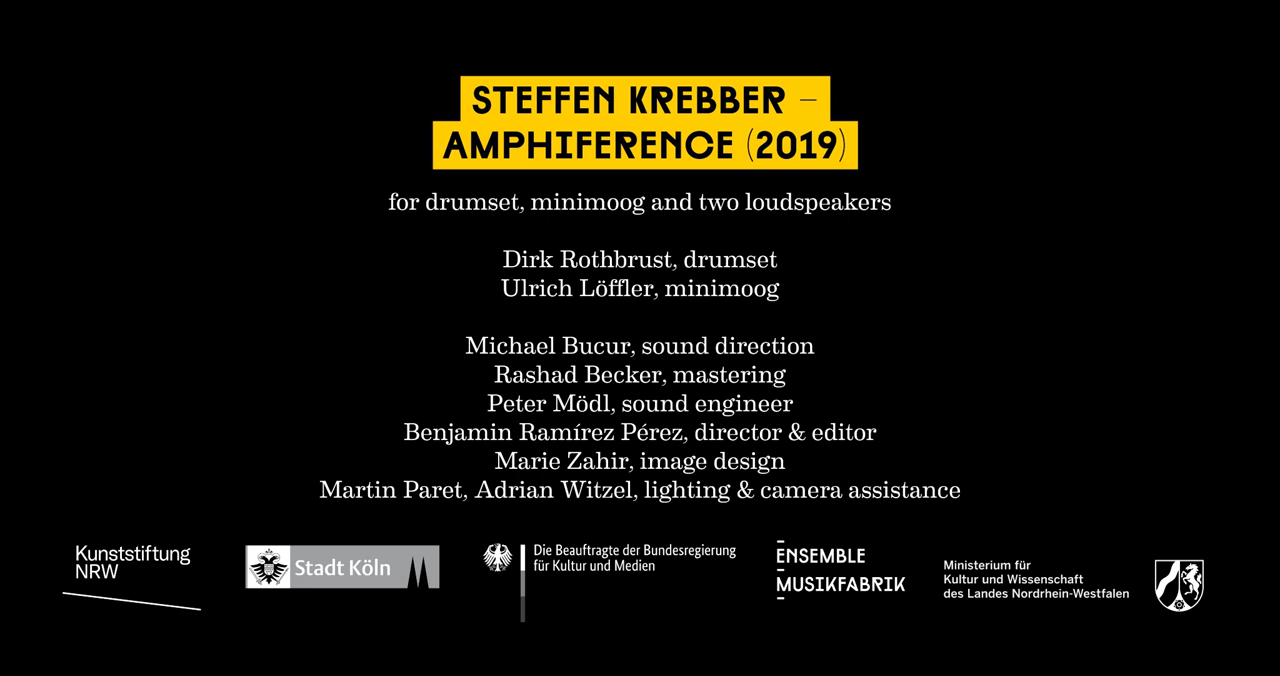 STEFFEN KREBBER –
AMPHIFERENCE (2019)
for drumset, minimoog and two loudspeakers
Dirk Rothbrust, drumset
Ulrich Löffler, minimoog
Michael Bucur, sound direction
Rashad Becker, mastering
Peter Mödl, sound engineer
Benjamin Ramírez Pérez, director & editor
Marie Zahir, image design
Martin Paret, Adrian Witzel, lighting & camera assistance
Kunststiftung
NRW
Stadt Köln
Die Beauftragte der Bundesregierung
für Kultur und Medien
ENSEMBLE
MUSIKFABRIK
Ministerium für
Kultur und Wissenschaft
des Landes Nordrhein-Westfalen